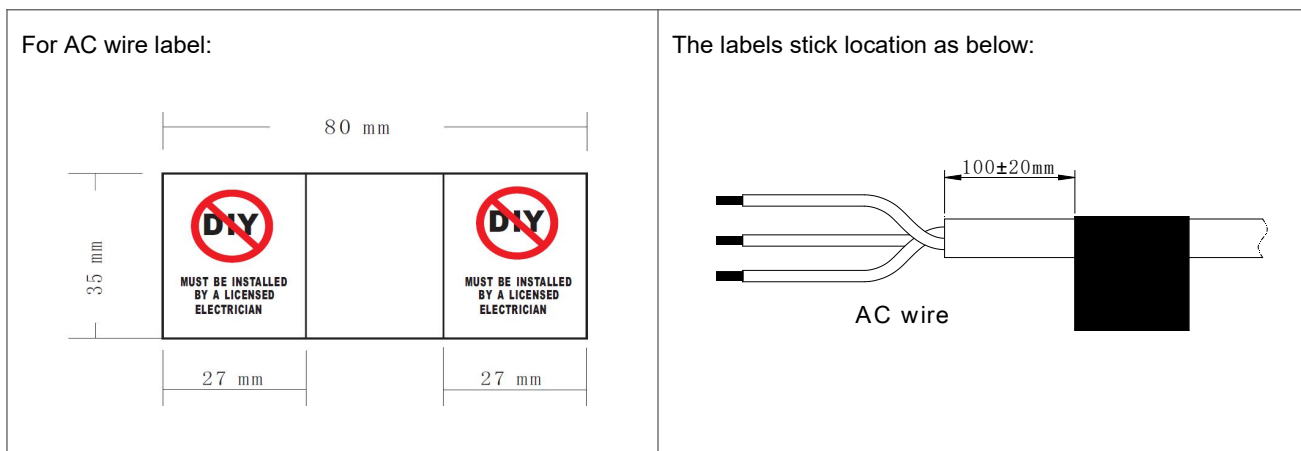 For AC wire label:
80 mm
35 mm
DIY
MUST BE INSTALLED
BY A LICENSED
ELECTRICIAN
DIY
MUST BE INSTALLED
BY A LICENSED
ELECTRICIAN
27 mm
27 mm
The labels stick location as below:
100±20mm
AC wire